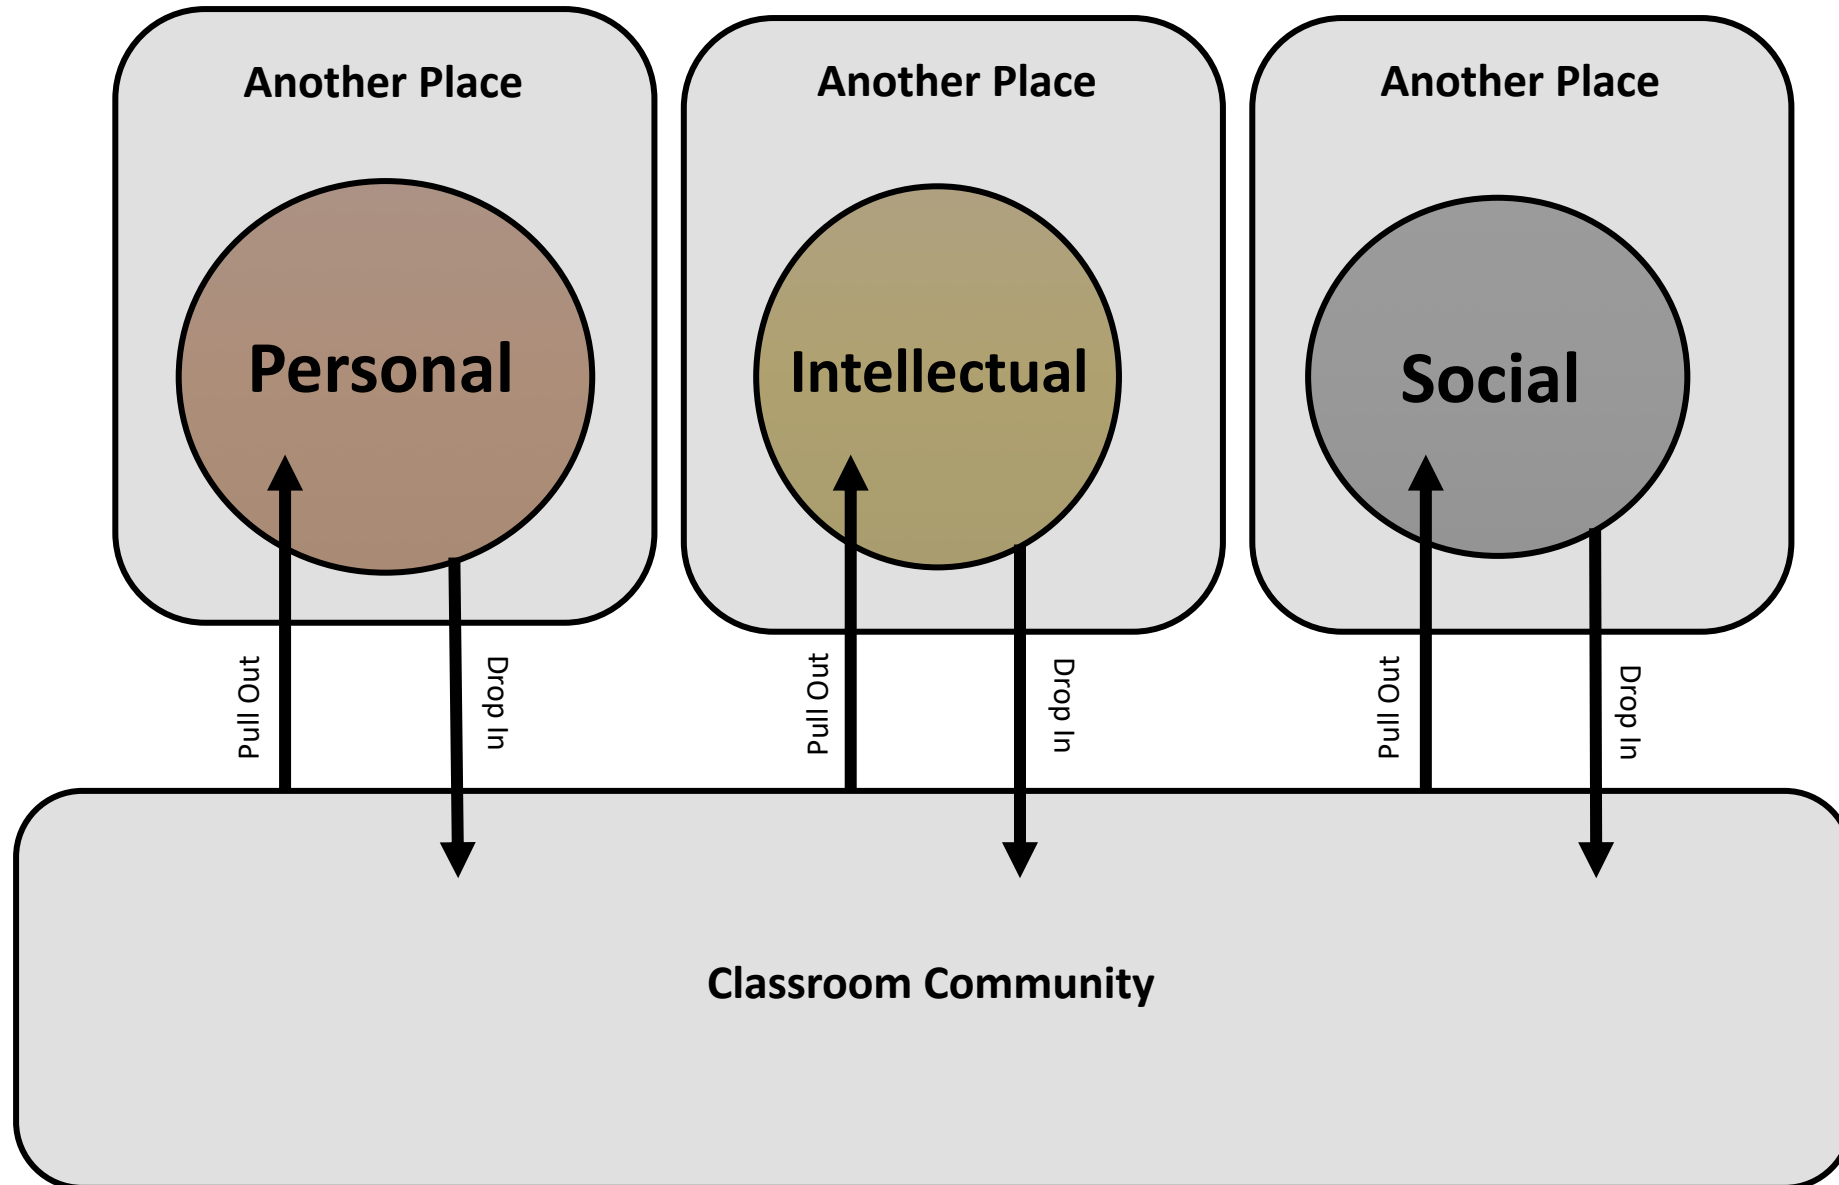 Another Place
Another Place
Another Place
Personal
Intellectual
Social
Pull Out
Drop In
Pull Out
Drop In
Pull Out
Drop In
Classroom Community